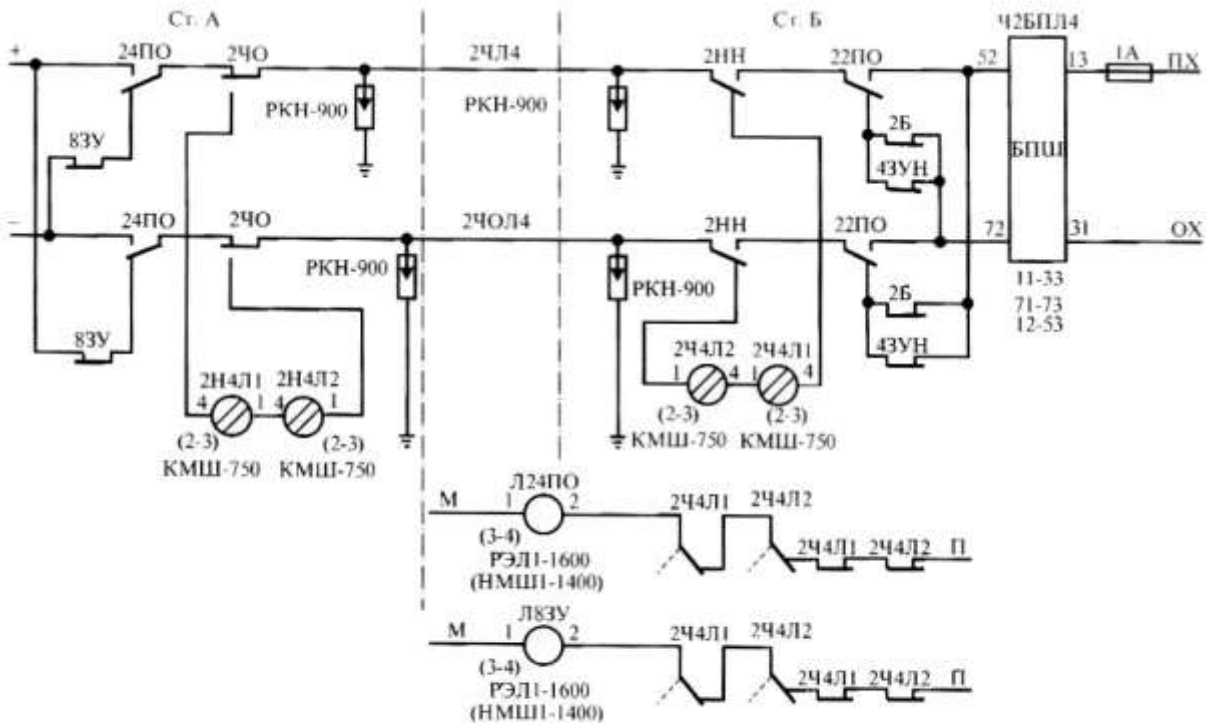 Ст. А
Ст. Б
Ч2БПЛ4
+
24ПО
2ЧО
2ЧЛ4
2НН
22ПО
52
13
1А
ПХ
РКН-900
РКН-900
8ЗУ
2Б
4ЗУН
БПШ
–
24ПО
2ЧО
2ЧОЛ4
2НН
22ПО
72
31
ОХ
РКН-900
РКН-900
11-33
71-73
12-53
8ЗУ
2Б
4ЗУН
2Ч4Л2
2Ч4Л1
1
4
1
4
2Н4Л1
2Н4Л2
4
1
4
1
(2-3)
(2-3)
КМШ-750
КМШ-750
(2-3)
(2-3)
КМШ-750
КМШ-750
Л24ПО
М
1
2
2Ч4Л1
2Ч4Л2
(3-4)
РЭЛ1-1600
(НМШ1-1400)
2Ч4Л1
2Ч4Л2
П
Л8ЗУ
М
1
2
2Ч4Л1
2Ч4Л2
(3-4)
РЭЛ1-1600
(НМШ1-1400)
2Ч4Л1
2Ч4Л2
П